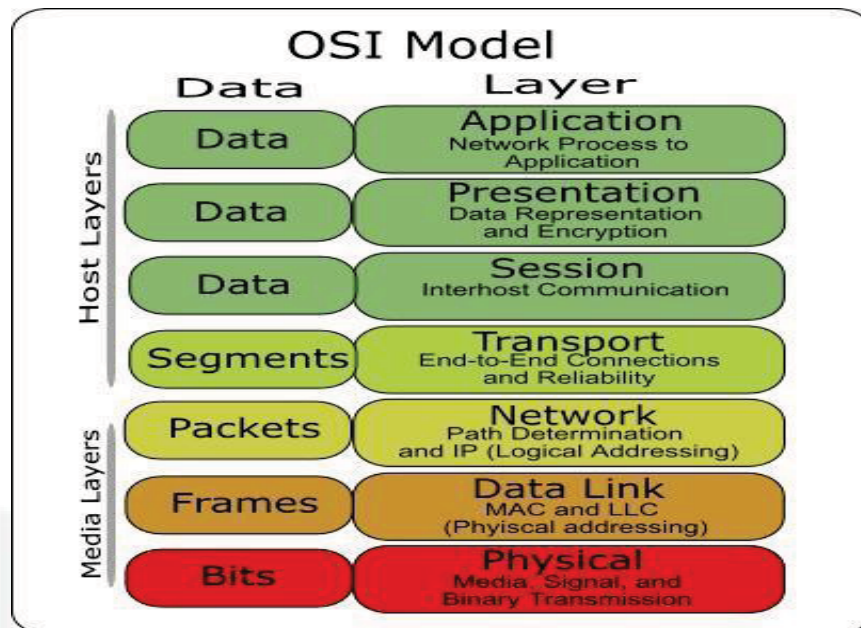 OSI Model
Data Layer
Host Layers
Data
Application
Network Process to
Application
Data
Presentation
Data Representation
and Encryption
Data
Session
Interhost Communication
Segments
Transport
End-to-End Connections
and Reliability
Media Layers
Packets
Network
Path Determination
and IP (Logical Addressing)
Frames
Data Link
MAC and LLC
(Phyiscal addressing)
Bits
Physical
Media, Signal, and
Binary Transmission